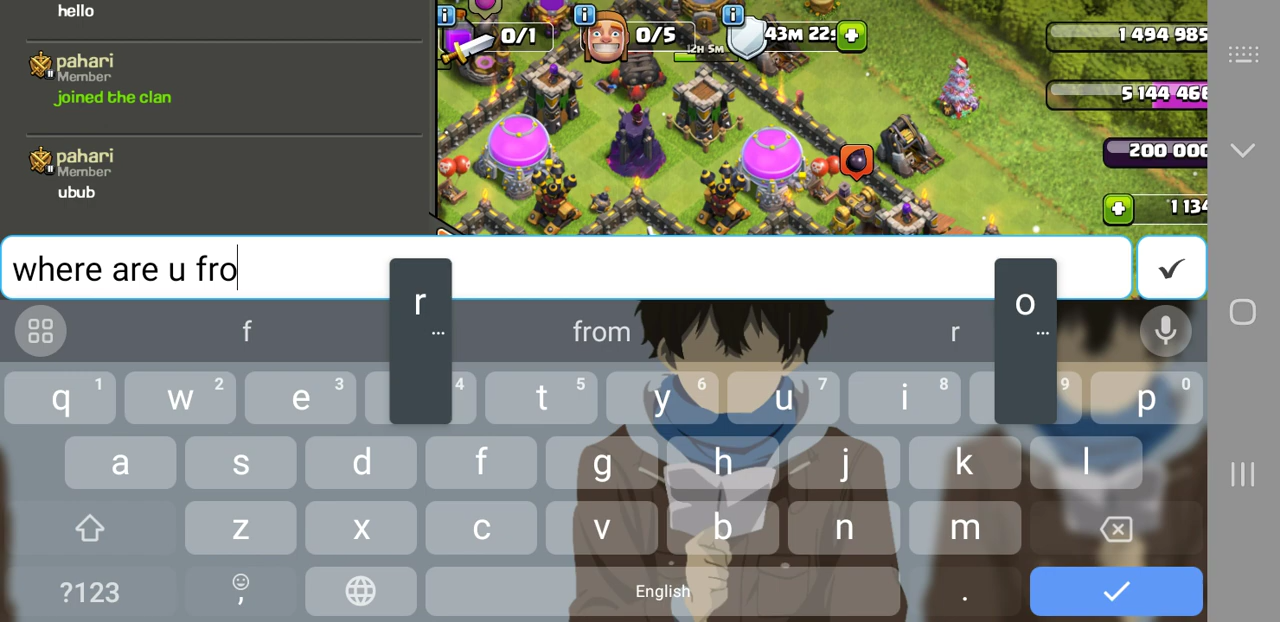 hello
pahari
Member
joined the clan
pahari
Member
ubub
0/1
0/5
12H 5M
43M 22
1 494 985
5 144 466
200 000
1 134
where are u fro
r
...
o
...
f
from
r
q 1 w 2 e 3 4 t 5 y 6 u 7 i 8 9 p 0
a s d f g h j k l
z x c v b n m
?123 , English .